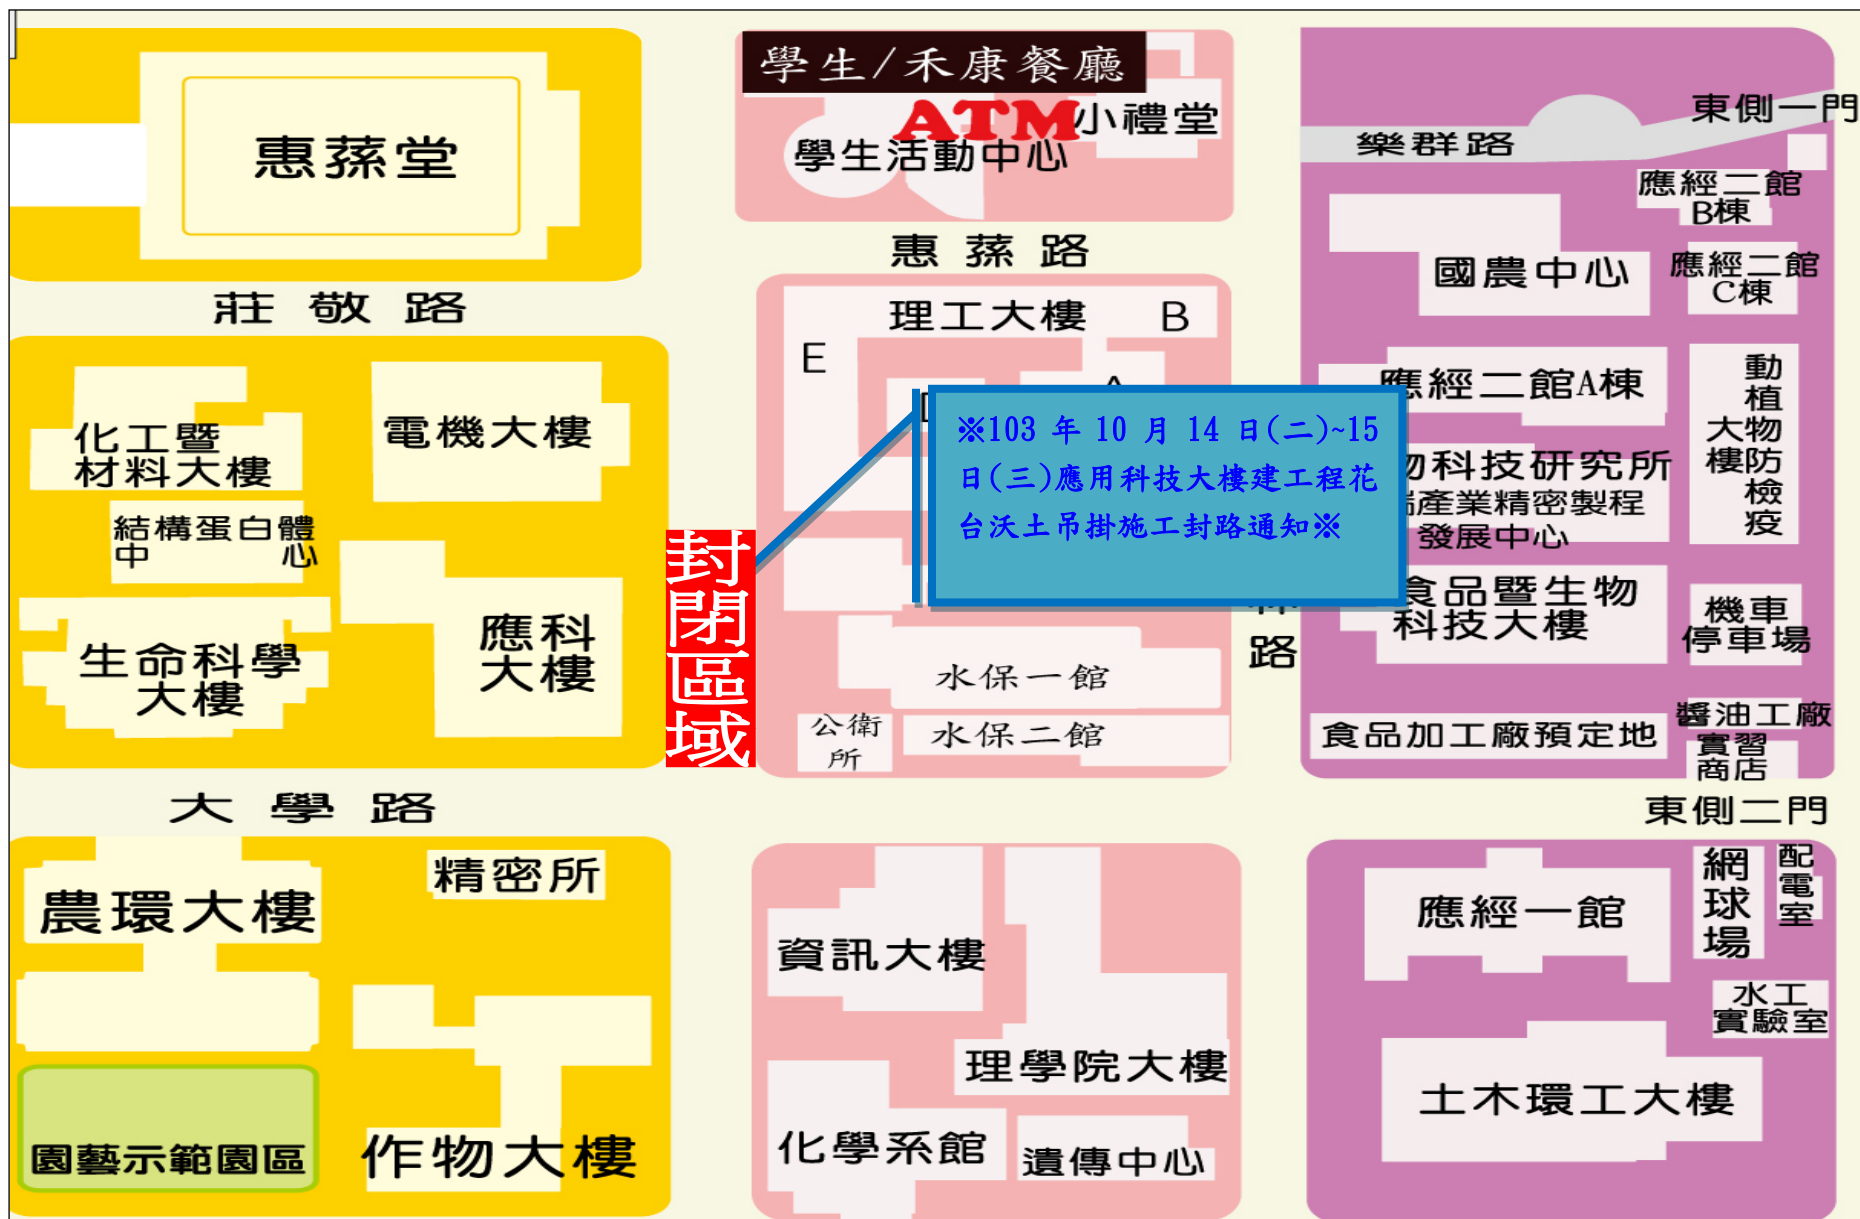 學生/禾康餐廳
ATM
小禮堂
學生活動中心
惠蓀堂
東側一門
樂群路
應經二館
B棟
惠蓀路
國農中心
應經二館
C棟
莊敬路
理工大樓 B
E
化工暨
材料大樓
電機大樓
結構蛋白體
中心
生命科學
大樓
應科
大樓
封閉區域
※103 年 10 月 14 日(二)~15
日(三)應用科技大樓建工程花
台沃土吊掛施工封路通知※
應經二館A棟
動植物防檢疫
大樓
物科技研究所
產業精密製程
發展中心
食品暨生物
科技大樓
機車
停車場
路
水保一館
公衛
所
水保二館
食品加工廠預定地
醬油工廠
實習
商店
大學路
東側二門
農環大樓
精密所
園藝示範園區
作物大樓
資訊大樓
理學院大樓
化學系館
遺傳中心
應經一館
網球場
配電室
水工
實驗室
土木環工大樓